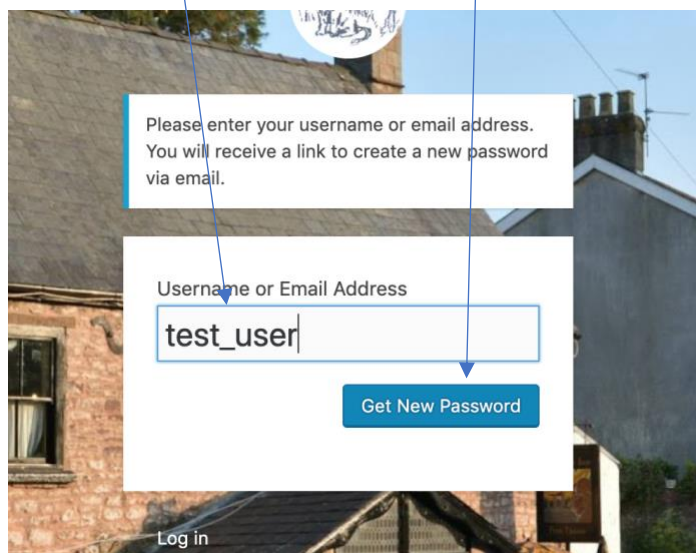 Please enter your username or email address.
You will receive a link to create a new password
via email.
Username or Email Address
test_user
Get New Password
Log in